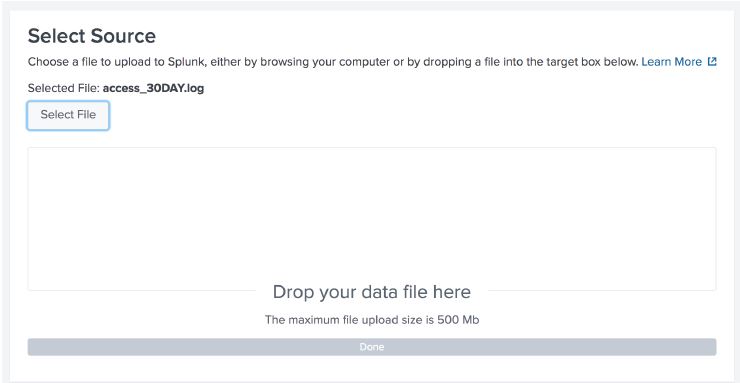 Select Source
Choose a file to upload to Splunk, either by browsing your computer or by dropping a file into the target box below. Learn More
Selected File: access_30DAY.log
Select File
Drop your data file here
The maximum file upload size is 500 Mb
Done